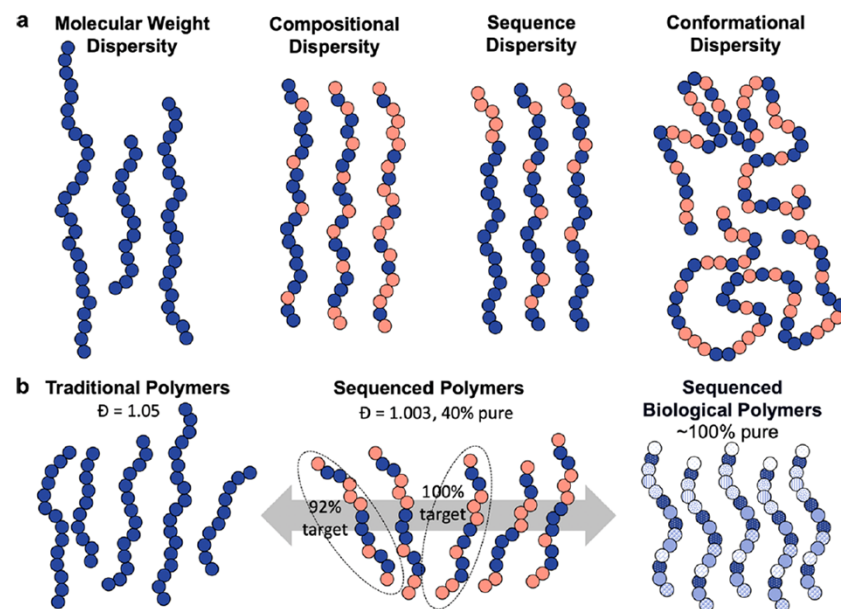 a
Molecular Weight
Dispersity
Compositional
Dispersity
Sequence
Dispersity
Conformational
Dispersity
b
Traditional Polymers
Đ = 1.05
Sequenced Polymers
Đ = 1.003, 40% pure
92%
target
100%
target
Sequenced
Biological Polymers
~100% pure